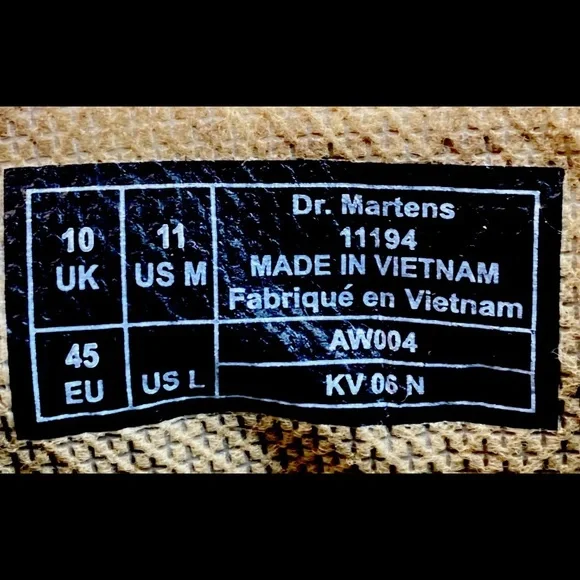 10
UK
11
US M
Dr. Martens
11194
MADE IN VIETNAM
Fabriqué en Vietnam
45
EU
US L
AW004
KV 06 N